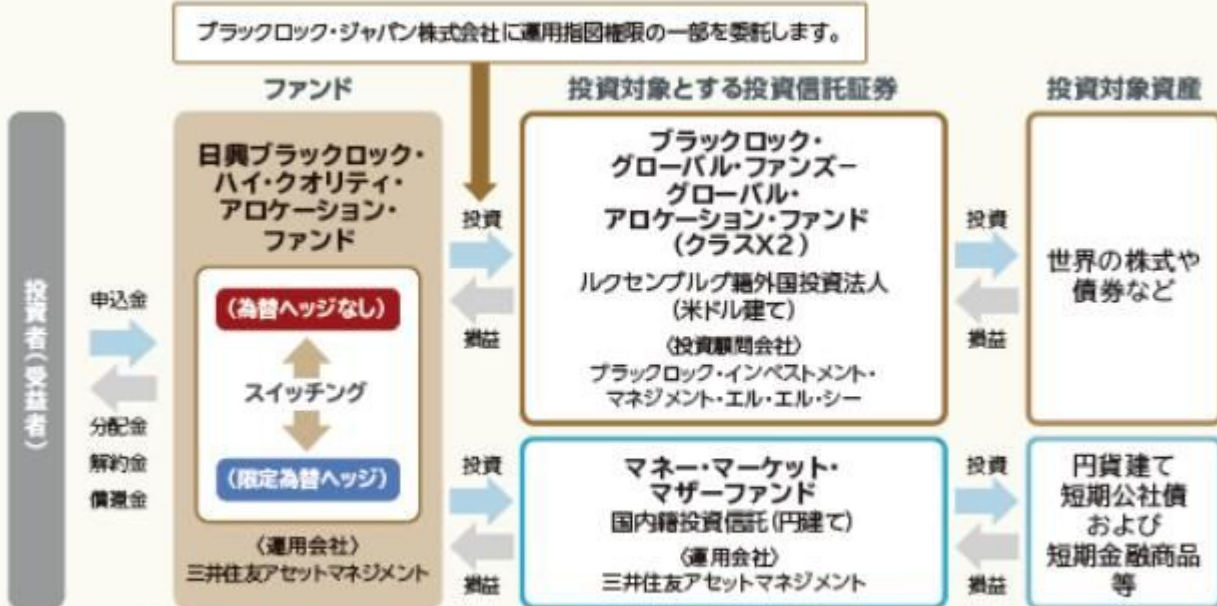 ブラックロック・ジャパン株式会社に運用指図権限の一部を委託します。
ファンド
投資対象とする投資信託証券
投資対象資産
投資者(受益者)
申込金
分配金
解約金
償還金
日興ブラックロック・
ハイ・クオリティ・
アロケーション・
ファンド
(為替ヘッジなし)
スイッチング
(限定為替ヘッジ)
〈運用会社〉
三井住友アセットマネジメント
投資
損益
投資
損益
ブラックロック・
グローバル・ファンズー
グローバル・
アロケーション・ファンド
(クラスX2)
ルクセンブルグ籍外国投資法人
(米ドル建て)
〈投資顧問会社〉
ブラックロック・インベストメント・
マネジメント・エル・エル・シー
マネー・マーケット・
マザーファンド
国内籍投資信託(円建て)
〈運用会社〉
三井住友アセットマネジメント
投資
損益
投資
損益
世界の株式や
債券など
円貨建て
短期公社債
および
短期金融商品
等